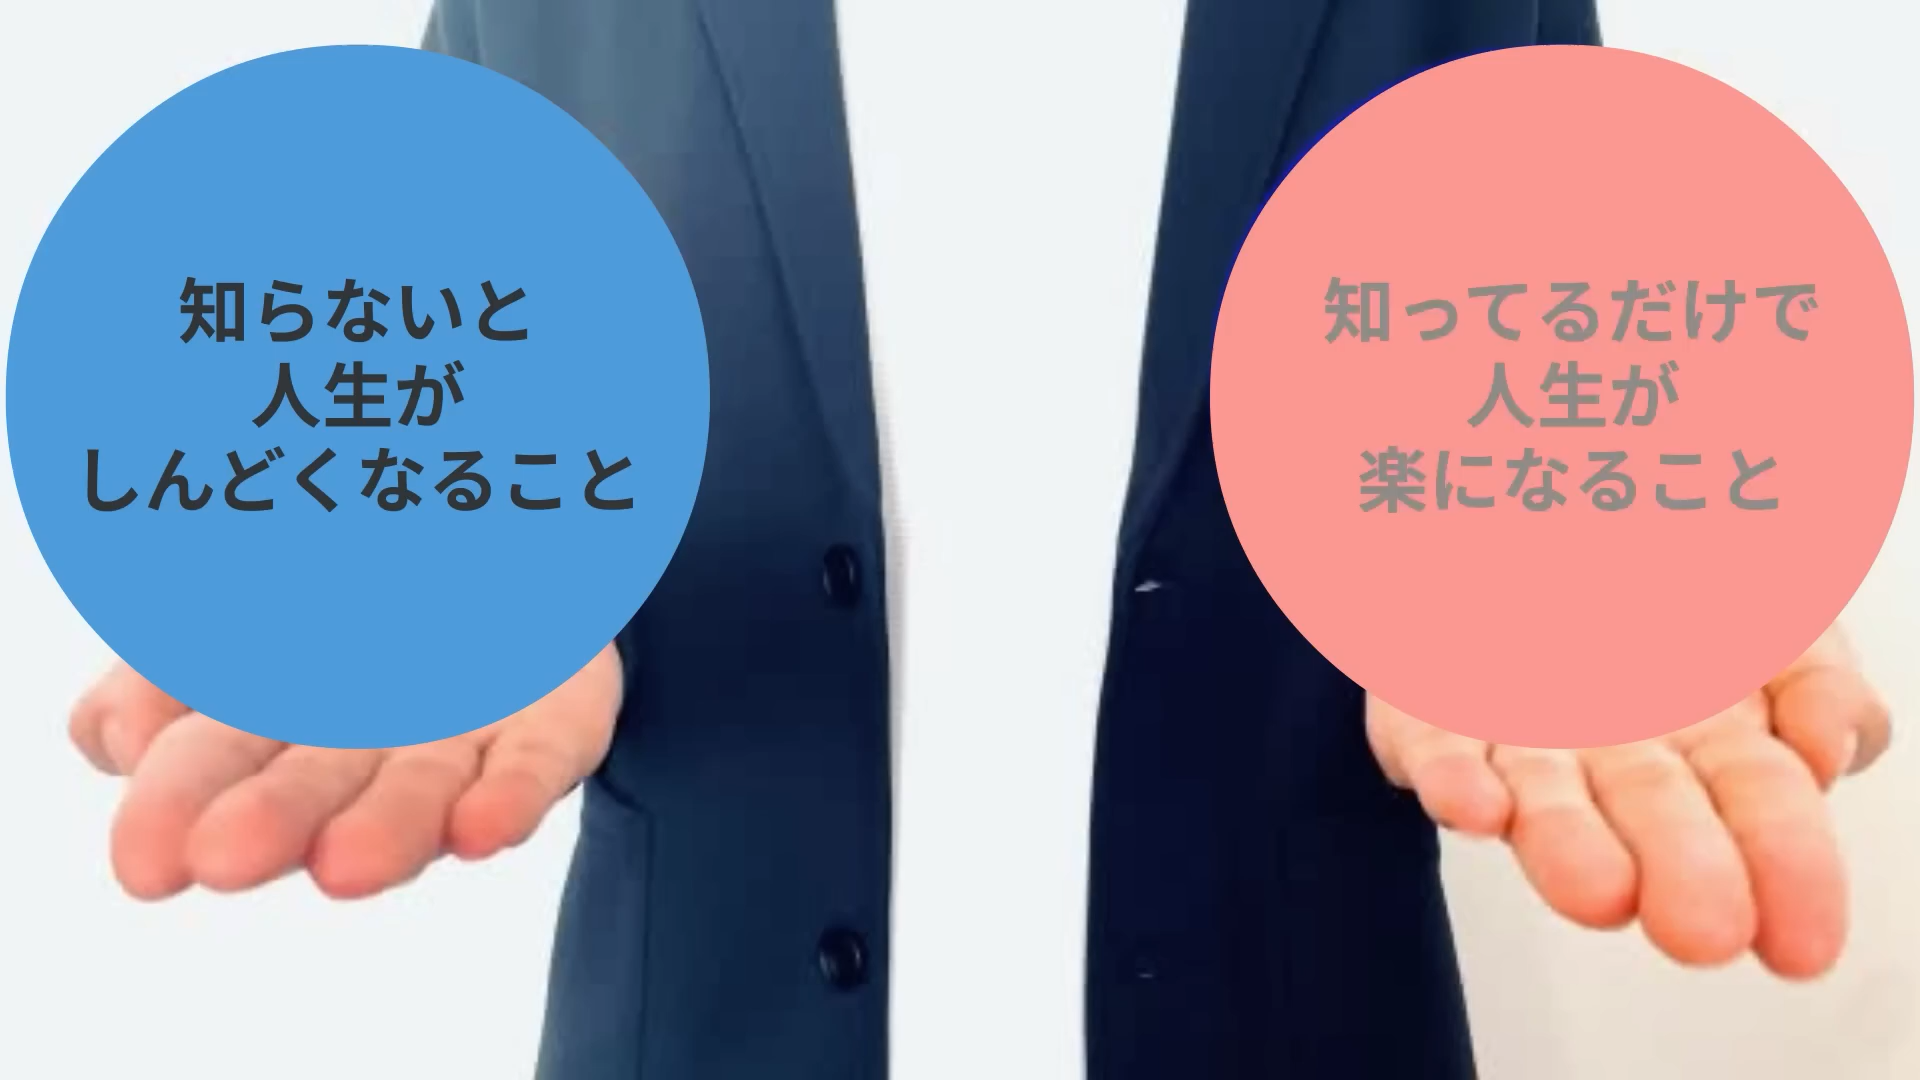 知らないと
人生が
しんどくなること
知ってるだけで
人生が
楽になること